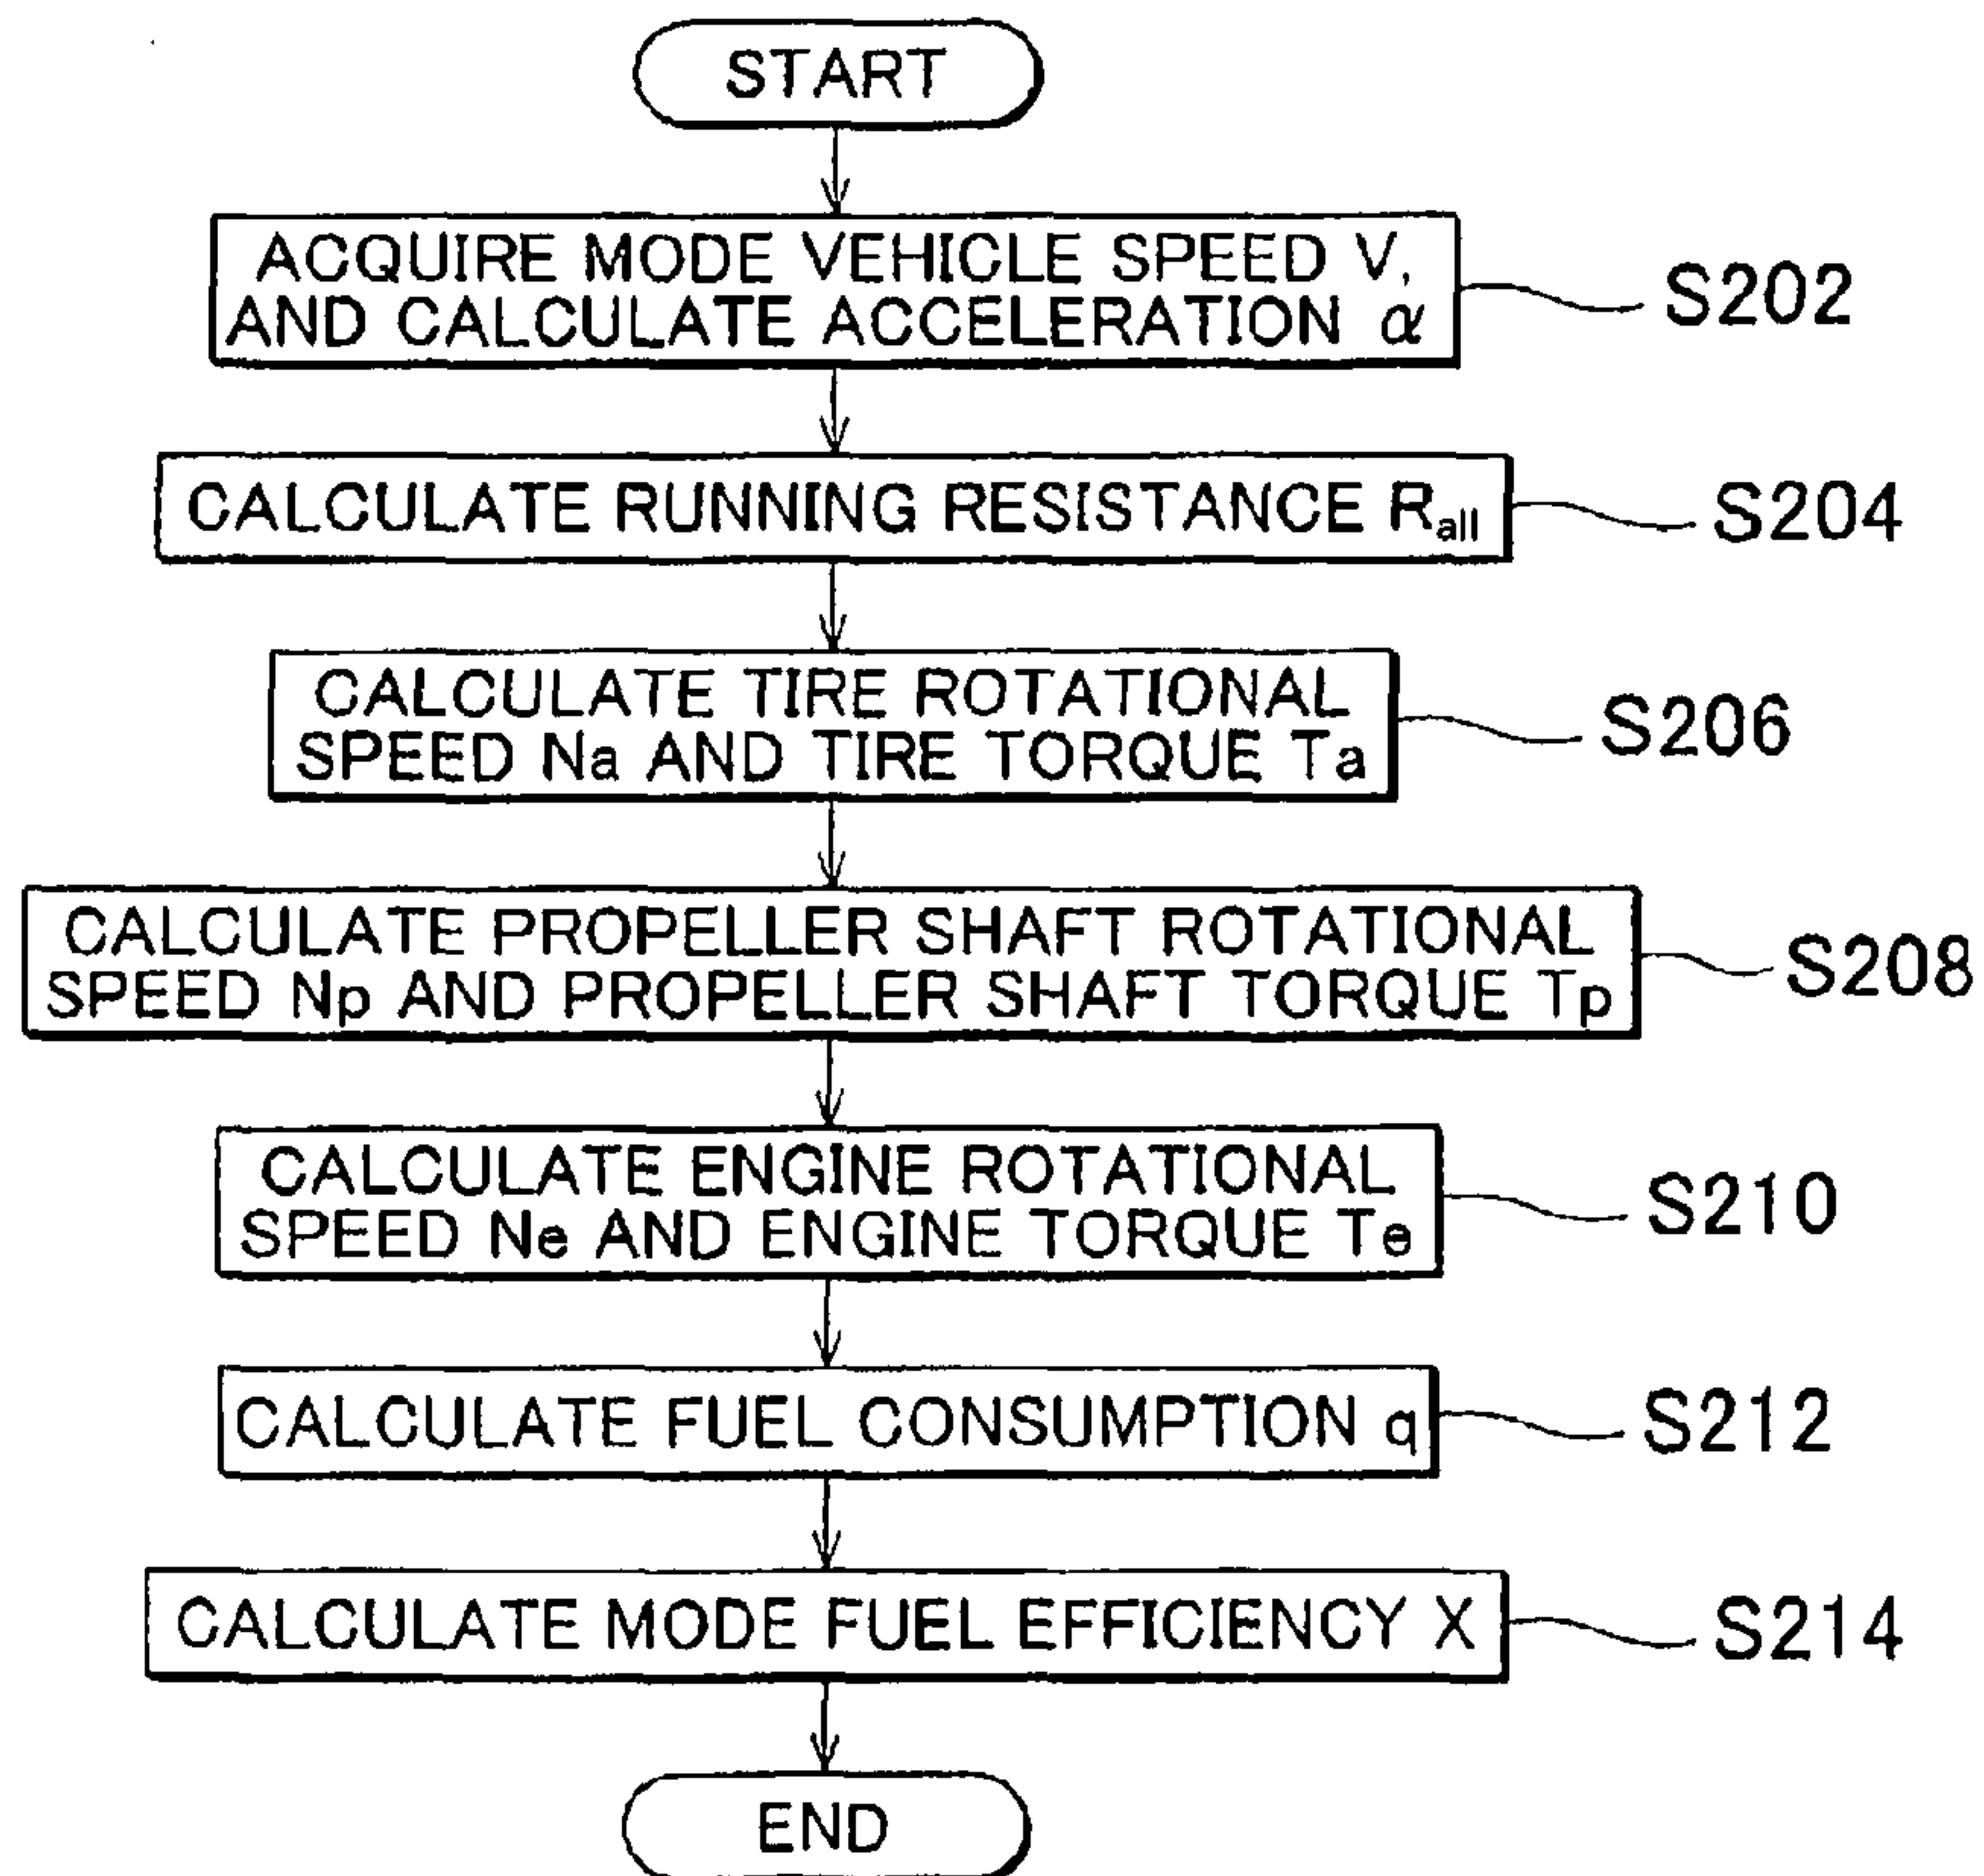 START
ACQUIRE MODE VEHICLE SPEED V,
AND CALCULATE ACCELERATION α
S202
CALCULATE RUNNING RESISTANCE Rall
S204
CALCULATE TIRE ROTATIONAL
SPEED Na AND TIRE TORQUE Ta
S206
CALCULATE PROPELLER SHAFT ROTATIONAL
SPEED Np AND PROPELLER SHAFT TORQUE Tp
S208
CALCULATE ENGINE ROTATIONAL
SPEED Ne AND ENGINE TORQUE Te
S210
CALCULATE FUEL CONSUMPTION q
S212
CALCULATE MODE FUEL EFFICIENCY X
S214
END